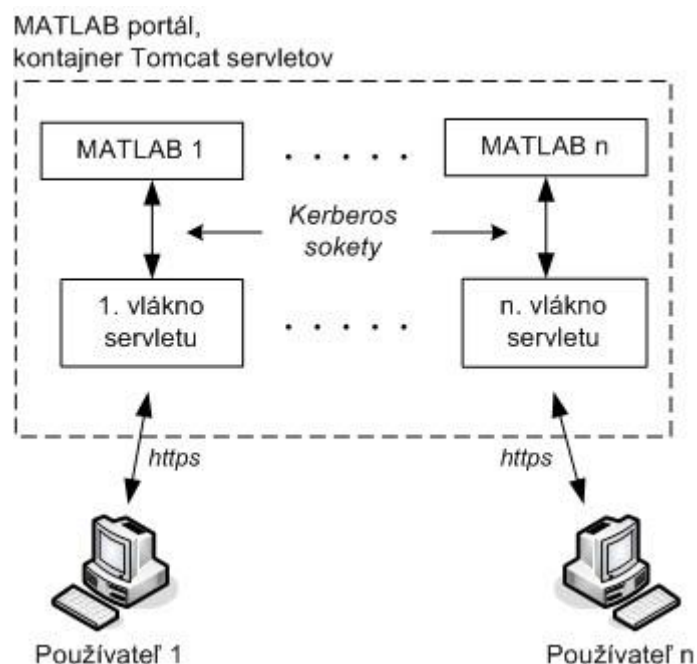 MATLAB portál,
kontajner Tomcat servletov
MATLAB 1
. . . . .
MATLAB n
Kerberos
sokety
1. vlákno
servletu
. . . . .
n. vlákno
servletu
https
https
Používateľ 1
Používateľ n